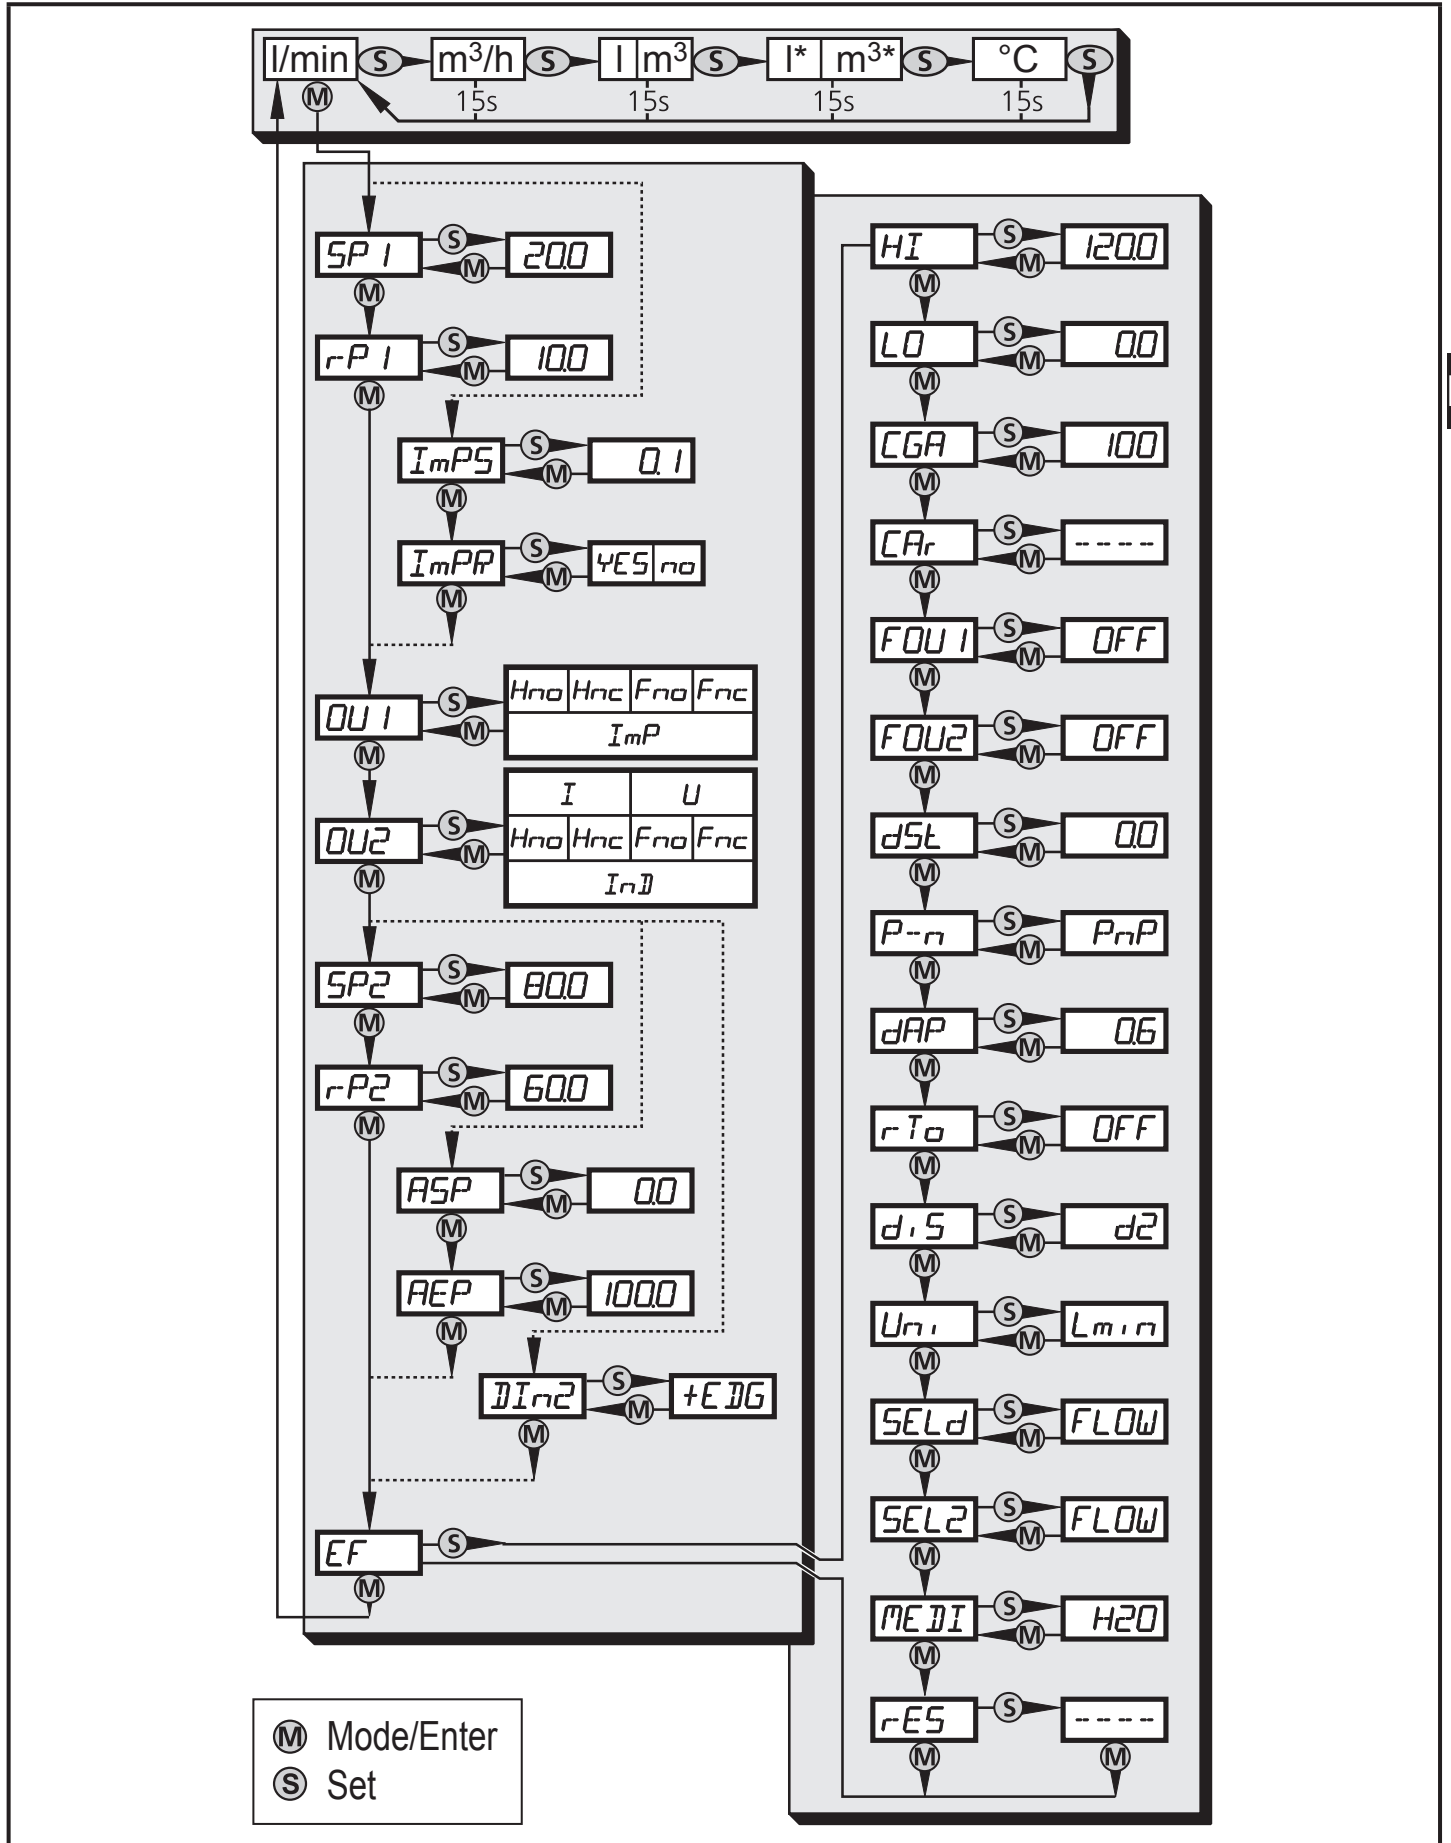 l/min S m³/h S l m³ S l* m³* S °C S
M 15s 15s 15s 15s
SP1 S 20.0
M
M
rP1 S 10.0
M
M
ImPS S 0.1
M
M
ImPR S YES no
M
M
OU1 S Hno Hnc Fno Fnc
M ImP
M
I U
OU2 S Hno Hnc Fno Fnc
M
M InD
SP2 S 80.0
M
M
rP2 S 60.0
M
M
ASP S 0.0
M
M
AEP S 100.0
M
M
DIn2 S +EDG
M
M
EF S
M
HI S 120.0
M
M
LO S 0.0
M
M
CGA S 100
M
M
CAr S ----
M
M
FOU1 S OFF
M
M
FOU2 S OFF
M
M
dSt S 0.0
M
M
P-n S PnP
M
M
dAP S 0.6
M
M
rTo S OFF
M
M
diS S d2
M
M
Uni S Lmin
M
M
SELd S FLOW
M
M
SEL2 S FLOW
M
M
MEDI S H2O
M
M
rES S ----
M M
M Mode/Enter
S Set